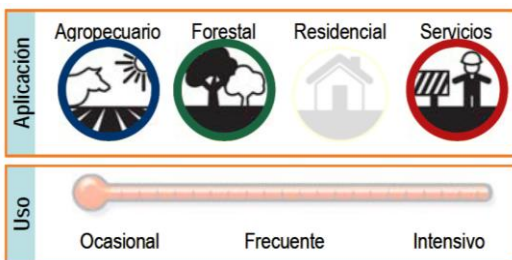 Aplicación
Agropecuario Forestal Residencial Servicios
Uso
Ocasional Frecuente Intensivo